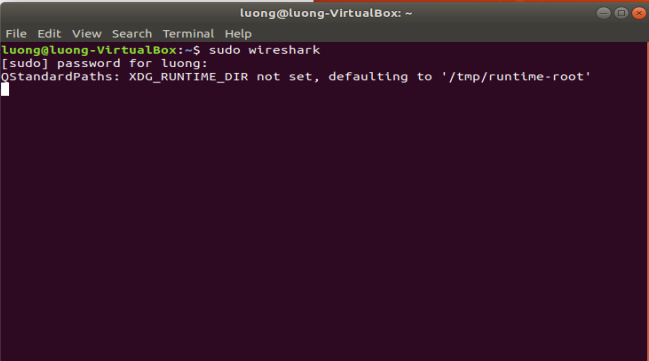 luong@luong-VirtualBox: ~
File Edit View Search Terminal Help
luong@luong-VirtualBox:~$ sudo wireshark
[sudo] password for luong:
QStandardPaths: XDG_RUNTIME_DIR not set, defaulting to '/tmp/runtime-root'